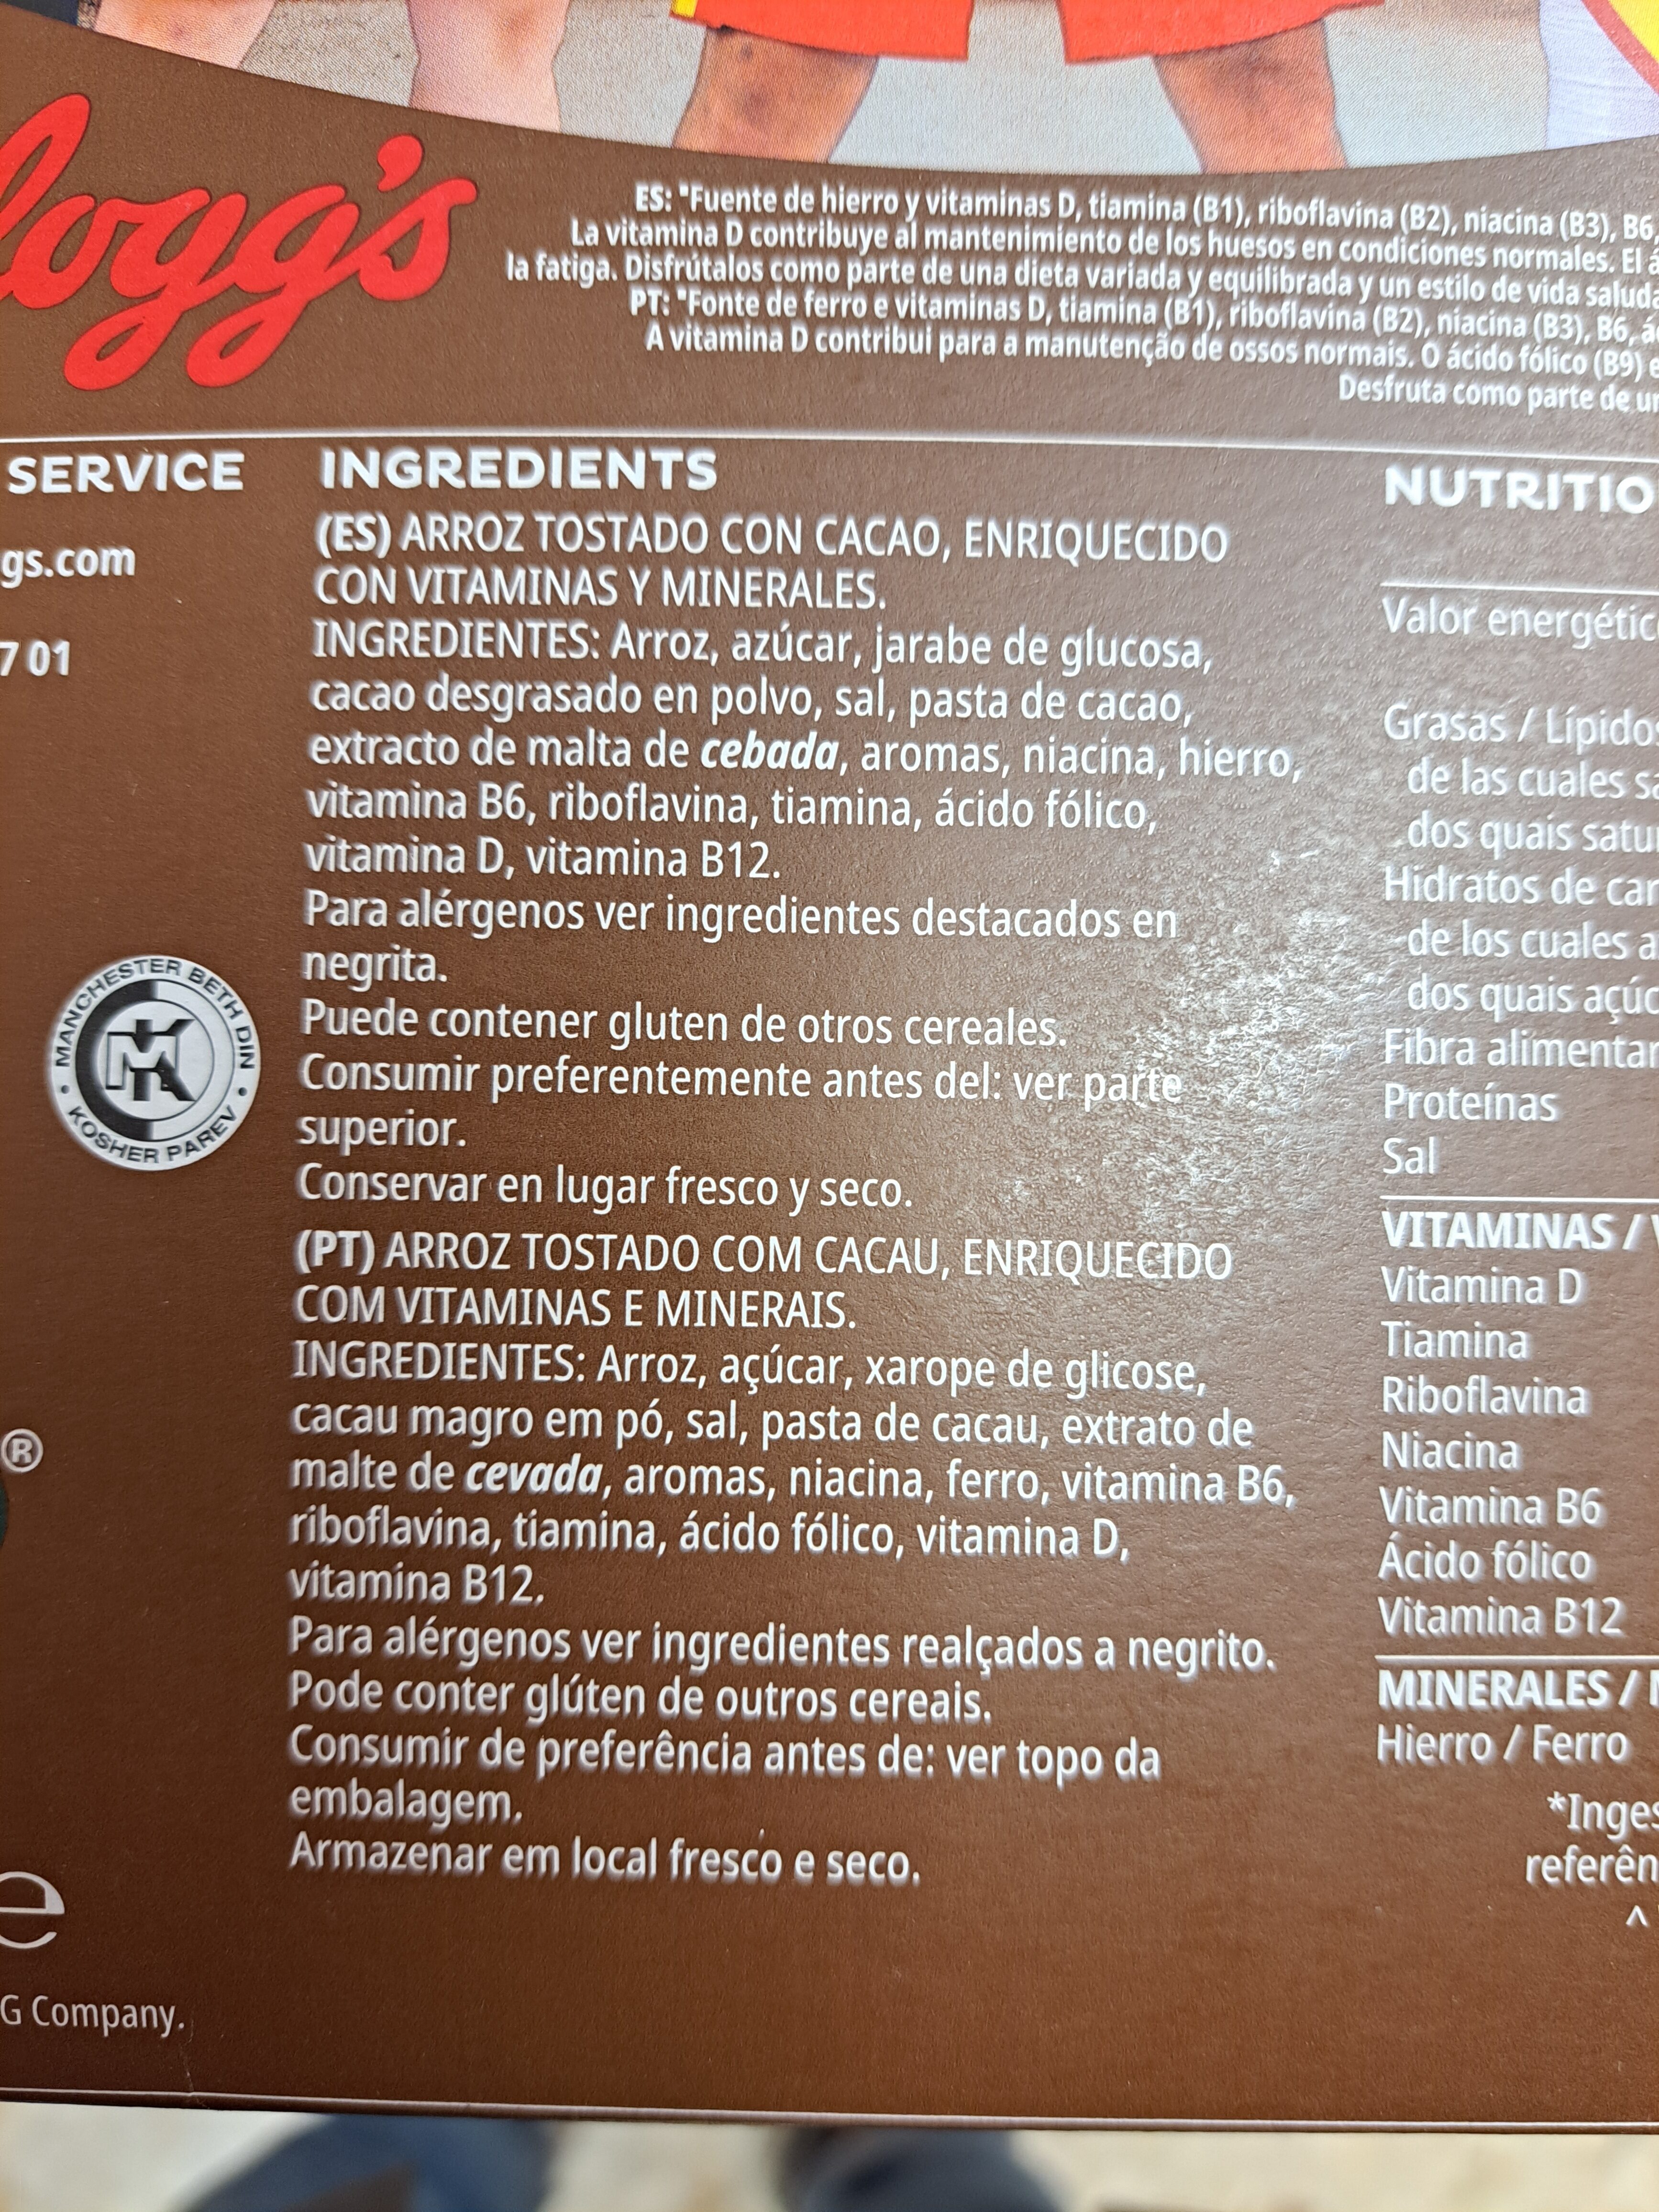 Kellogg's
ES: *Fuente de hierro y vitaminas D, tiamina (B1), riboflavina (B2), niacina (B3), B6,
La vitamina D contribuye al mantenimiento de los huesos en condiciones normales. El
la fatiga. Disfrútalos como parte de una dieta variada y equilibrada y un estilo de vida
PT: *Fonte de ferro e vitaminas D, tiamina (B1), riboflavina (B2), niacina (B3), B6,
A vitamina D contribui para a manutenção de ossos normais. O ácido fólico (B9) e
Desfruta como parte de
SERVICE
gs.com
7 01
MANCHESTER BETH DIN
MK
KOSHER PAREV
®
e
G Company.
INGREDIENTS
(ES) ARROZ TOSTADO CON CACAO, ENRIQUECIDO
CON VITAMINAS Y MINERALES.
INGREDIENTES: Arroz, azúcar, jarabe de glucosa,
cacao desgrasado en polvo, sal, pasta de cacao,
extracto de malta de cebada, aromas, niacina, hierro,
vitamina B6, riboflavina, tiamina, ácido fólico,
vitamina D, vitamina B12.
Para alérgenos ver ingredientes destacados en
negrita.
Puede contener gluten de otros cereales.
Consumir preferentemente antes del: ver parte
superior.
Conservar en lugar fresco y seco.
(PT) ARROZ TOSTADO COM CACAU, ENRIQUECIDO
COM VITAMINAS E MINERAIS.
INGREDIENTES: Arroz, açúcar, xarope de glicose,
cacau magro em pó, sal, pasta de cacau, extrato de
malte de cevada, aromas, niacina, ferro, vitamina B6,
riboflavina, tiamina, ácido fólico, vitamina D,
vitamina B12.
Para alérgenos ver ingredientes realçados a negrito.
Pode conter glúten de outros cereais.
Consumir de preferência antes de: ver topo da
embalagem.
Armazenar em local fresco e seco.
NUTRITIO
Valor energétic
Grasas / Lípidos
de las cuales
dos quais
Hidratos de
de los cuales
dos quais
Fibra alimentar
Proteínas
Sal
VITAMINAS /
Vitamina D
Tiamina
Riboflavina
Niacina
Vitamina B6
Ácido fólico
Vitamina B12
MINERALES /
Hierro / Ferro
*Inges
referên
^